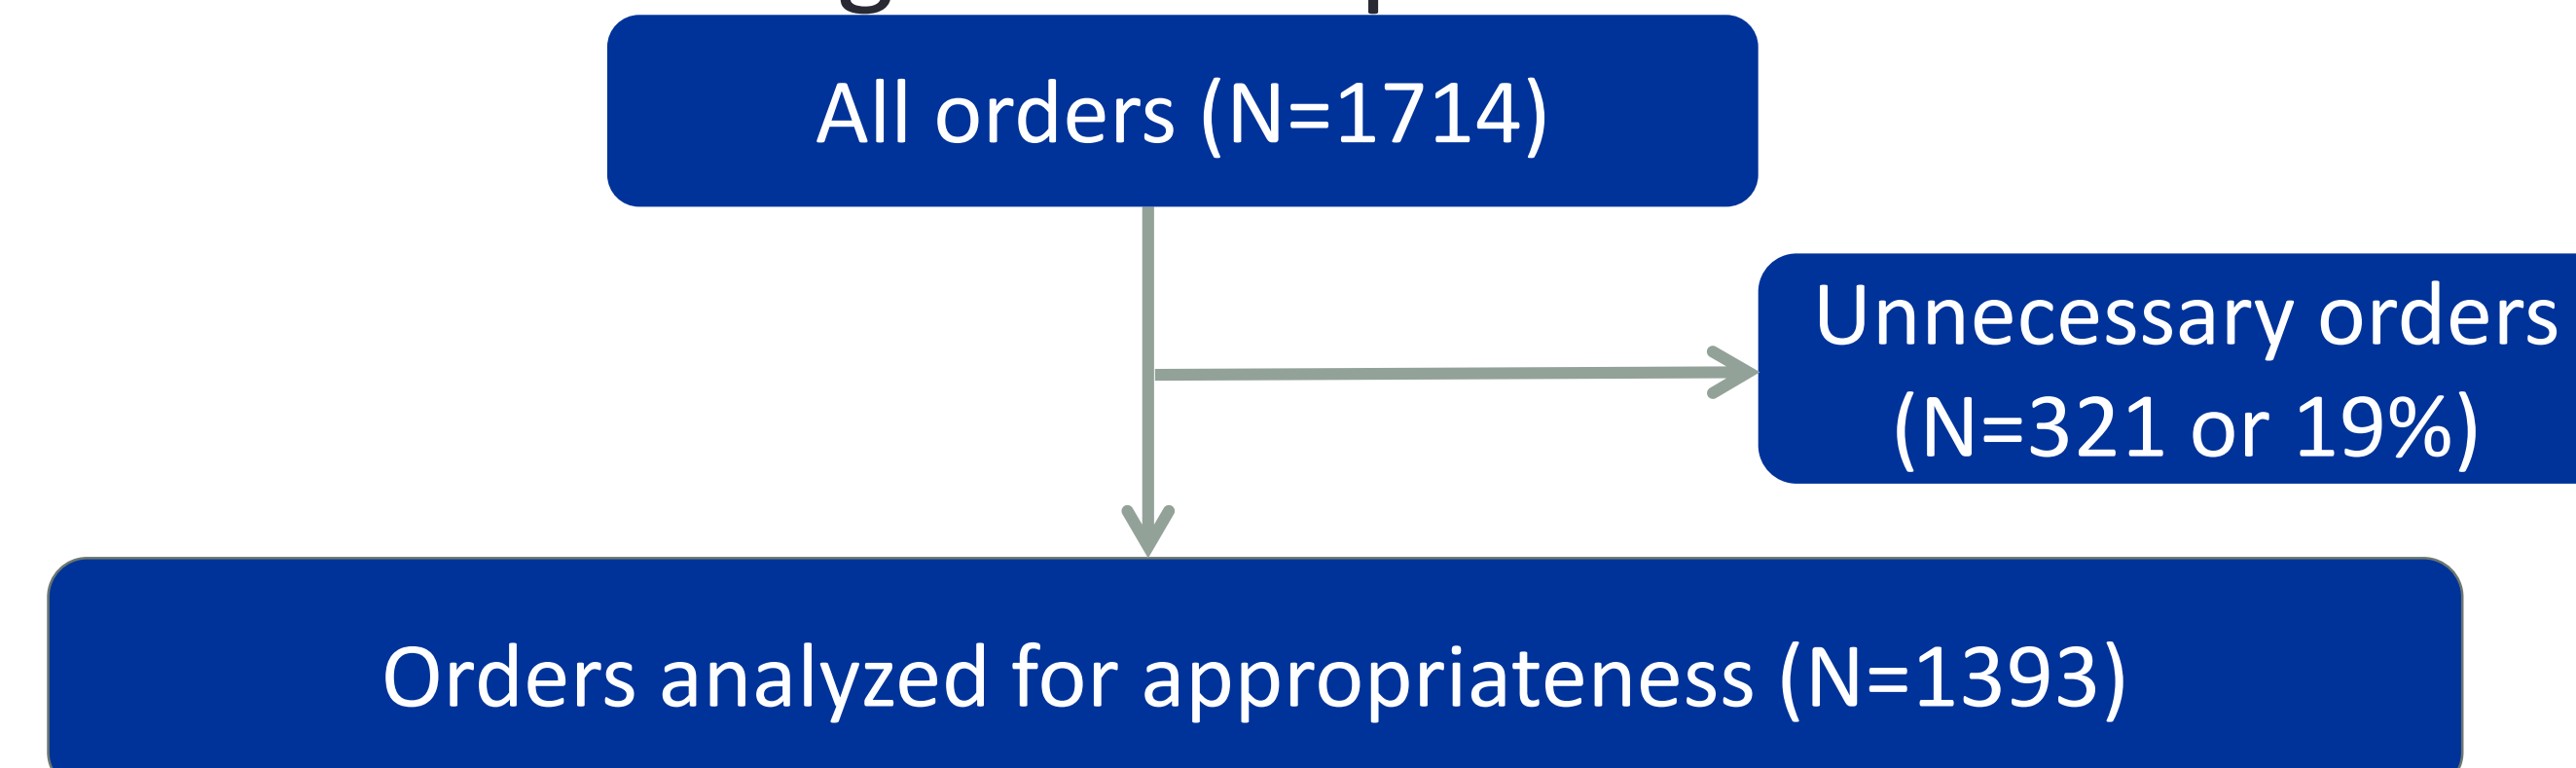 All orders (N=1714)
Unnecessary orders
(N=321 or 19%)
Orders analyzed for appropriateness (N=1393)